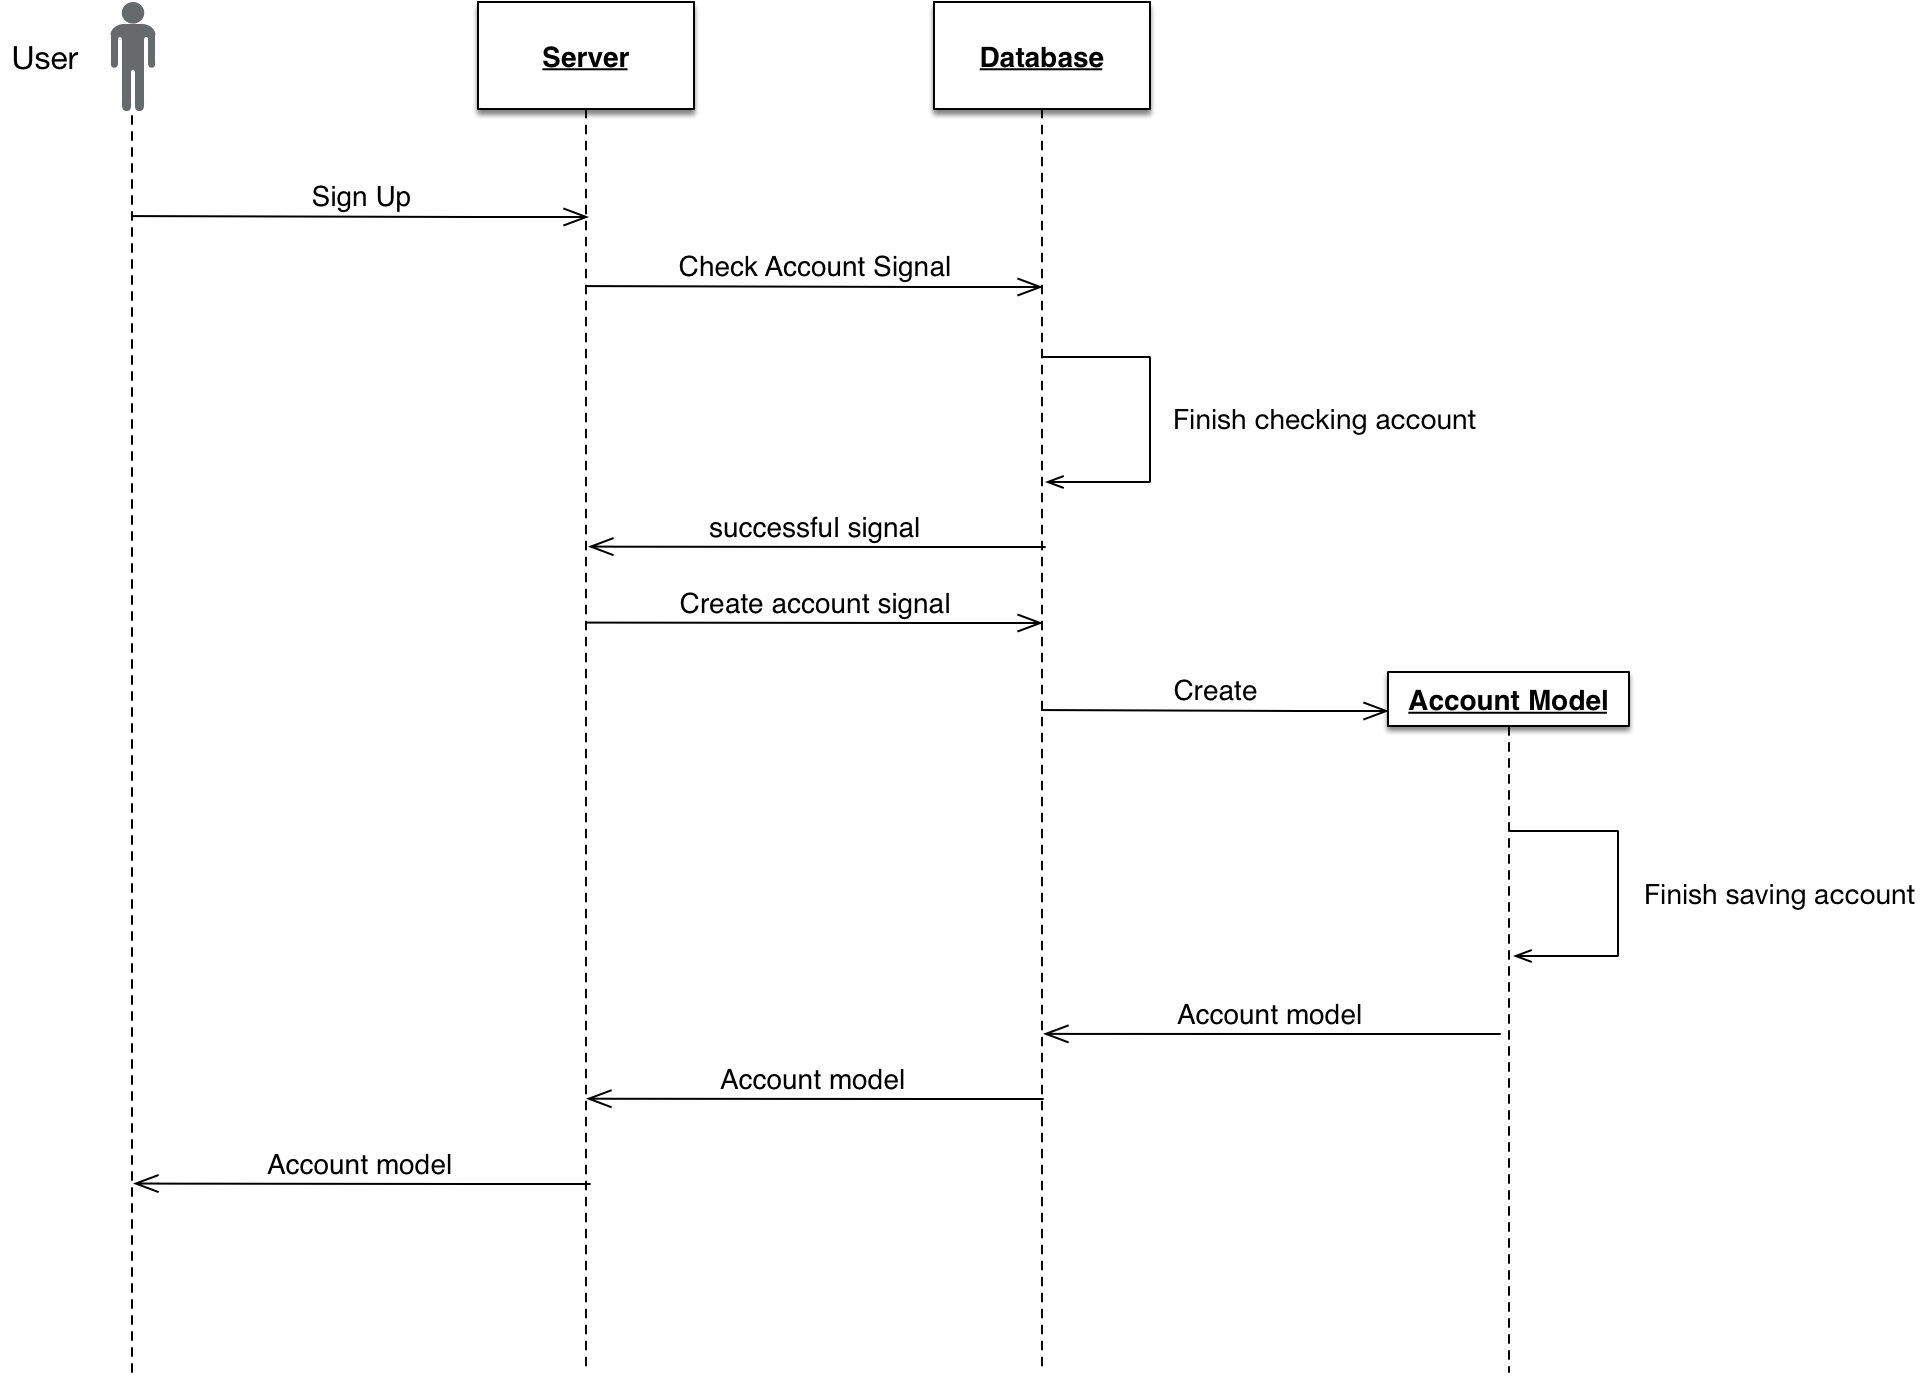 User
Server
Database
Sign Up
Check Account Signal
Finish checking account
successful signal
Create account signal
Create
Account Model
Finish saving account
Account model
Account model
Account model